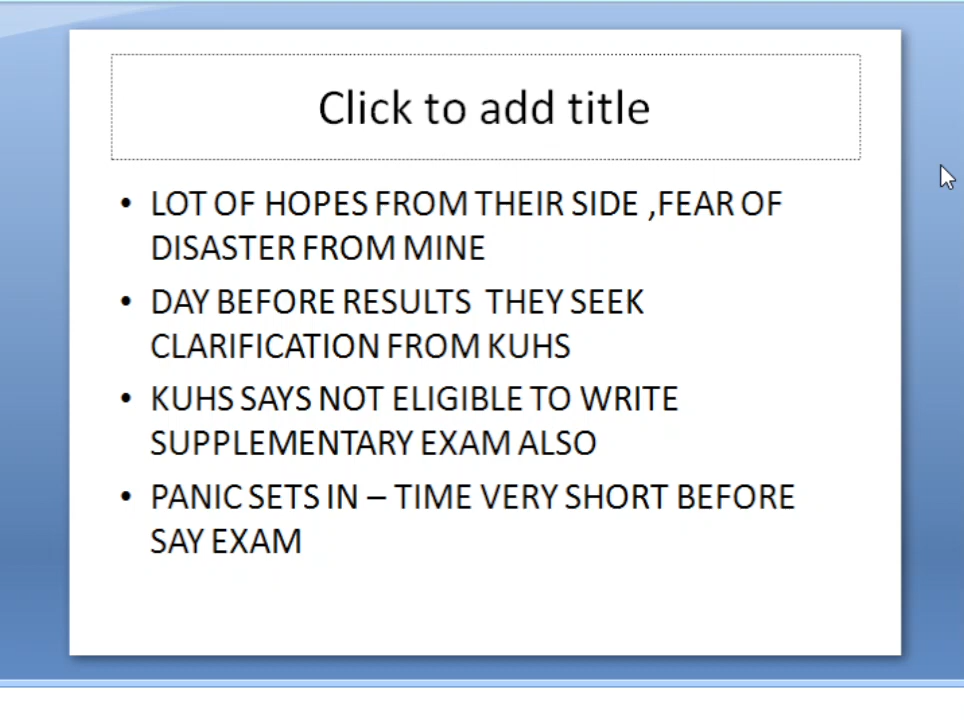 Click to add title
• LOT OF HOPES FROM THEIR SIDE ,FEAR OF
DISASTER FROM MINE
• DAY BEFORE RESULTS  THEY SEEK
CLARIFICATION FROM KUHS
• KUHS SAYS NOT ELIGIBLE TO WRITE
SUPPLEMENTARY EXAM ALSO
• PANIC SETS IN – TIME VERY SHORT BEFORE
SAY EXAM